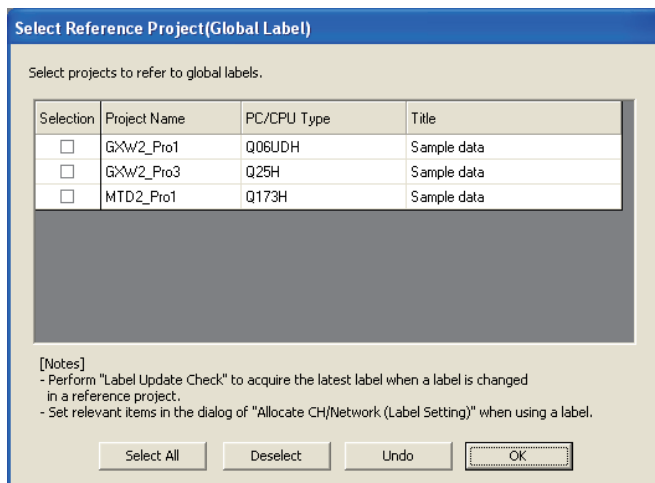 Select Reference Project(Global Label)
Select projects to refer to global labels.
Selection Project Name PC/CPU Type Title
GXW2_Pro1 Q06UDH Sample data
GXW2_Pro3 Q25H Sample data
MTD2_Pro1 Q173H Sample data
[Notes]
- Perform "Label Update Check" to acquire the latest label when a label is changed
in a reference project.
- Set relevant items in the dialog of "Allocate CH/Network (Label Setting)" when using a label.
Select All Deselect Undo OK